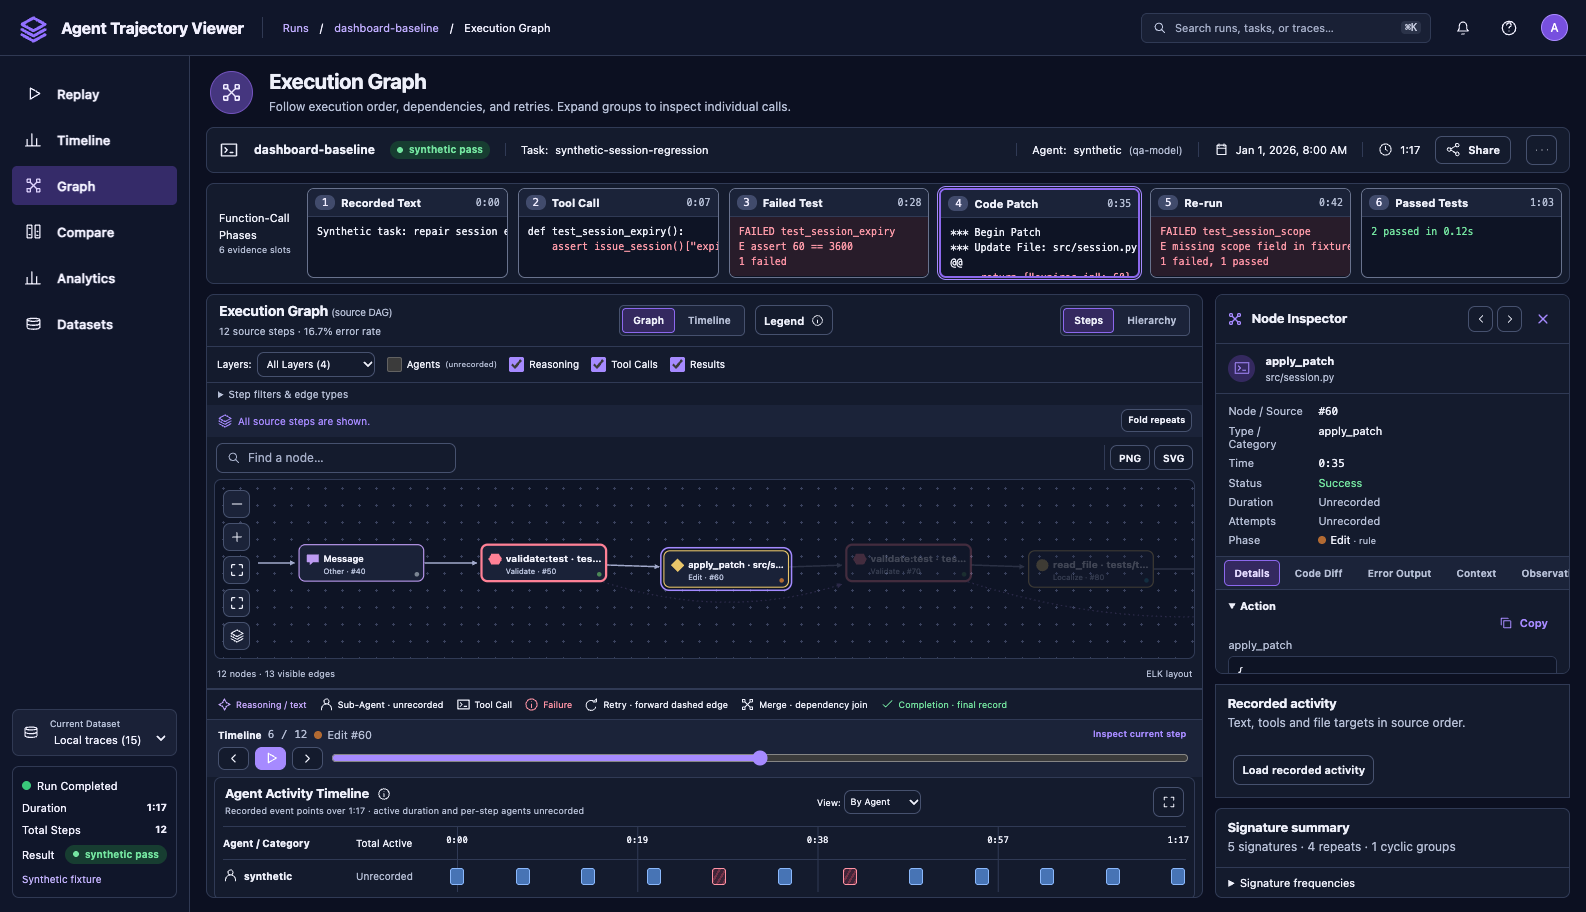 Agent Trajectory Viewer
Runs / dashboard-baseline / Execution Graph
Search runs, tasks, or traces... ⌘K
A
Replay
Timeline
Graph
Compare
Analytics
Datasets
Current Dataset
Local traces (15)
Run Completed
Duration 1:17
Total Steps 12
Result synthetic pass
Synthetic fixture
Execution Graph
Follow execution order, dependencies, and retries. Expand groups to inspect individual calls.
dashboard-baseline synthetic pass Task: synthetic-session-regression Agent: synthetic (qa-model) Jan 1, 2026, 8:00 AM 1:17 Share ...
Function-Call
Phases
6 evidence slots
1 Recorded Text 0:00
Synthetic task: repair session e
2 Tool Call 0:07
def test_session_expiry():
assert issue_session()["expi
3 Failed Test 0:28
FAILED test_session_expiry
E assert 60 == 3600
1 failed
4 Code Patch 0:35
*** Begin Patch
*** Update File: src/session.py
@@
return {"expires_in": 60}
5 Re-run 0:42
FAILED test_session_scope
E missing scope field in fixture
1 failed, 1 passed
6 Passed Tests 1:03
2 passed in 0.12s
Execution Graph (source DAG)
12 source steps · 16.7% error rate
Graph Timeline Legend
Steps Hierarchy
Layers: All Layers (4) Agents (unrecorded) Reasoning Tool Calls Results
Step filters & edge types
All source steps are shown. Fold repeats
Find a node... PNG SVG
Message
Other · #40
validate:test · tes...
Validate · #50
apply_patch · src/s...
Edit · #60
validate:test · tes...
Validate · #70
read_file · tests/t...
Localize · #80
12 nodes · 13 visible edges ELK layout
Reasoning / text Sub-Agent · unrecorded Tool Call Failure Retry · forward dashed edge Merge · dependency join Completion · final record
Timeline 6 / 12 Edit #60 Inspect current step
Agent Activity Timeline
Recorded event points over 1:17 · active duration and per-step agents unrecorded
View: By Agent
Agent / Category Total Active 0:00 0:19 0:38 0:57 1:17
synthetic Unrecorded
Node Inspector
apply_patch
src/session.py
Node / Source #60
Type /
Category apply_patch
Time 0:35
Status Success
Duration Unrecorded
Attempts Unrecorded
Phase Edit · rule
Details Code Diff Error Output Context Observati
Action
Copy
apply_patch
{
Recorded activity
Text, tools and file targets in source order.
Load recorded activity
Signature summary
5 signatures · 4 repeats · 1 cyclic groups
Signature frequencies